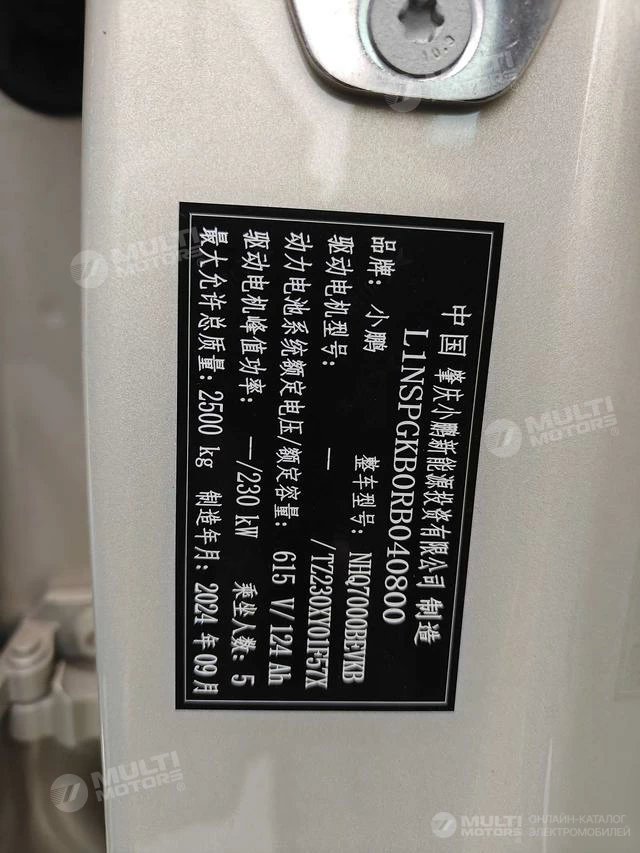 中国 肇庆小鹏新能源投资有限公司 制造
L1NSPGKB0RB040800
品牌: 小鹏 整车型号: NHQ7000BEVKB
驱动电机型号: —/TZ230XY01F57X
动力电池系统额定电压/额定容量: 615 V/124 Ah
驱动电机峰值功率: —/230 kW 乘坐人数: 5
最大允许总质量: 2500 kg 制造年月: 2024 年 09 月
10.9
MULTI MOTORS
MULTI MOTORS
MULTI MOTORS
MULTI MOTORS
MULTI MOTORS ОНЛАЙН-КАТАЛОГ ЭЛЕКТРОМОБИЛЕЙ